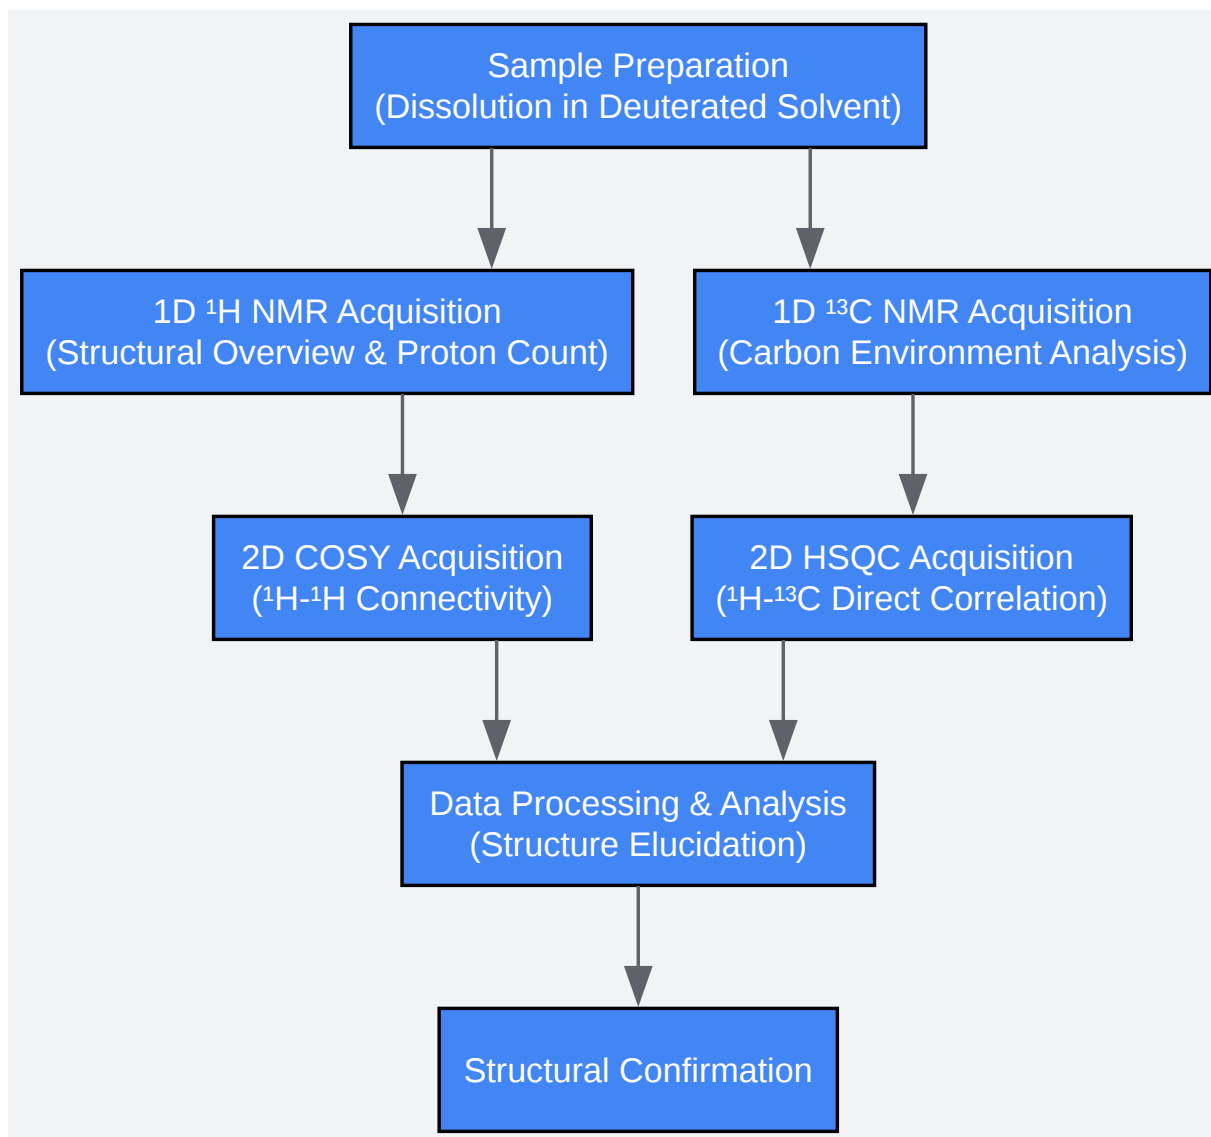 Sample Preparation
(Dissolution in Deuterated Solvent)
1D ¹H NMR Acquisition
(Structural Overview & Proton Count)
1D ¹³C NMR Acquisition
(Carbon Environment Analysis)
2D COSY Acquisition
(¹H-¹H Connectivity)
2D HSQC Acquisition
(¹H-¹³C Direct Correlation)
Data Processing & Analysis
(Structure Elucidation)
Structural Confirmation